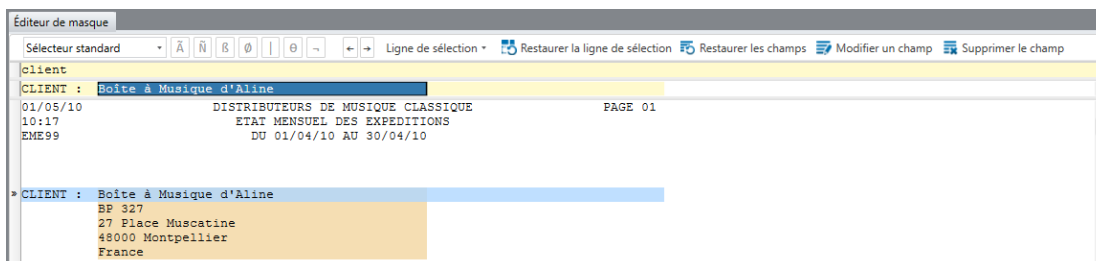 Éditeur de masque
Sélecteur standard Ã Ñ ß Ø | θ ¬ ← → Ligne de sélection Restaurer la ligne de sélection Restaurer les champs Modifier un champ Supprimer le champ
client
CLIENT : Boîte à Musique d'Aline
01/05/10 DISTRIBUTEURS DE MUSIQUE CLASSIQUE PAGE 01
10:17 ETAT MENSUEL DES EXPEDITIONS
EME99 DU 01/04/10 AU 30/04/10
» CLIENT : Boîte à Musique d'Aline
BP 327
27 Place Muscatine
48000 Montpellier
France